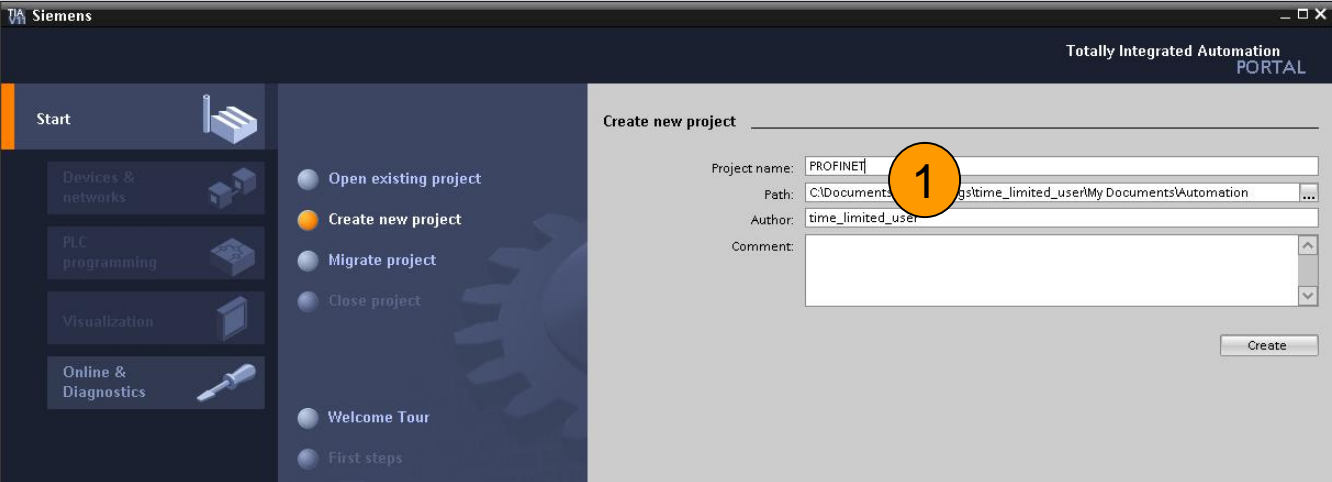 Siemens
Totally Integrated Automation
PORTAL
Start
Devices &
networks
PLC
programming
Visualization
Online &
Diagnostics
Open existing project
Create new project
Migrate project
Close project
Welcome Tour
First steps
Create new project
Project name: PROFINET
Path: C:\Documents gs\time_limited_user\My Documents\Automation ...
Author: time_limited_user
Comment:
1
Create